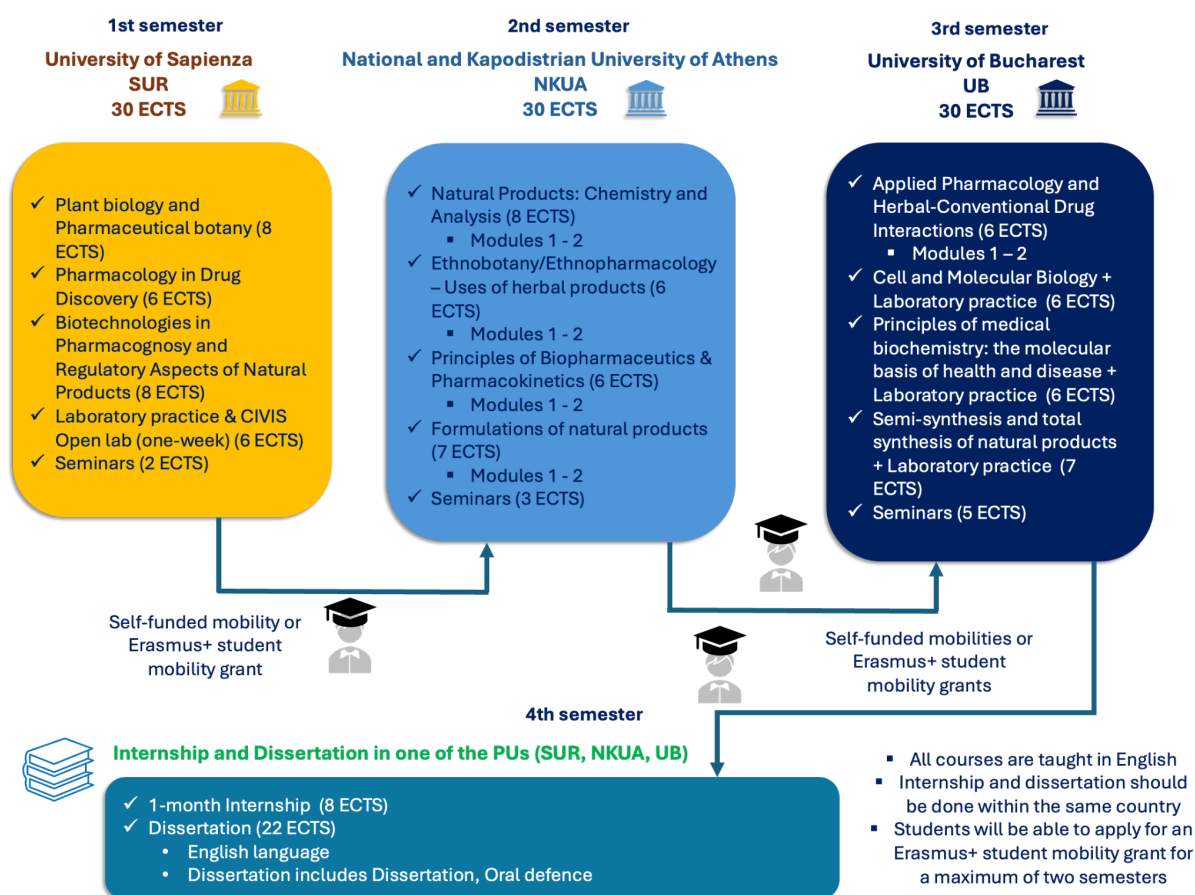 1st semester
University of Sapienza
SUR
30 ECTS
✓ Plant biology and
Pharmaceutical botany (8
ECTS)
✓ Pharmacology in Drug
Discovery (6 ECTS)
✓ Biotechnologies in
Pharmacognosy and
Regulatory Aspects of Natural
Products (8 ECTS)
✓ Laboratory practice & CIVIS
Open lab (one-week) (6 ECTS)
✓ Seminars (2 ECTS)
2nd semester
National and Kapodistrian University of Athens
NKUA
30 ECTS
✓ Natural Products: Chemistry and
Analysis (8 ECTS)
▪ Modules 1 - 2
✓ Ethnobotany/Ethnopharmacology
– Uses of herbal products (6
ECTS)
▪ Modules 1 - 2
✓ Principles of Biopharmaceutics &
Pharmacokinetics (6 ECTS)
▪ Modules 1 - 2
✓ Formulations of natural products
(7 ECTS)
▪ Modules 1 - 2
✓ Seminars (3 ECTS)
3rd semester
University of Bucharest
UB
30 ECTS
✓ Applied Pharmacology and
Herbal-Conventional Drug
Interactions (6 ECTS)
▪ Modules 1 – 2
✓ Cell and Molecular Biology +
Laboratory practice (6 ECTS)
✓ Principles of medical
biochemistry: the molecular
basis of health and disease +
Laboratory practice (6 ECTS)
✓ Semi-synthesis and total
synthesis of natural products
+ Laboratory practice (7
ECTS)
✓ Seminars (5 ECTS)
Self-funded mobility or
Erasmus+ student
mobility grant
Self-funded mobilities or
Erasmus+ student
mobility grants
4th semester
Internship and Dissertation in one of the PUs (SUR, NKUA, UB)
✓ 1-month Internship (8 ECTS)
✓ Dissertation (22 ECTS)
• English language
• Dissertation includes Dissertation, Oral defence
▪ All courses are taught in English
▪ Internship and dissertation should
be done within the same country
▪ Students will be able to apply for an
Erasmus+ student mobility grant for
a maximum of two semesters